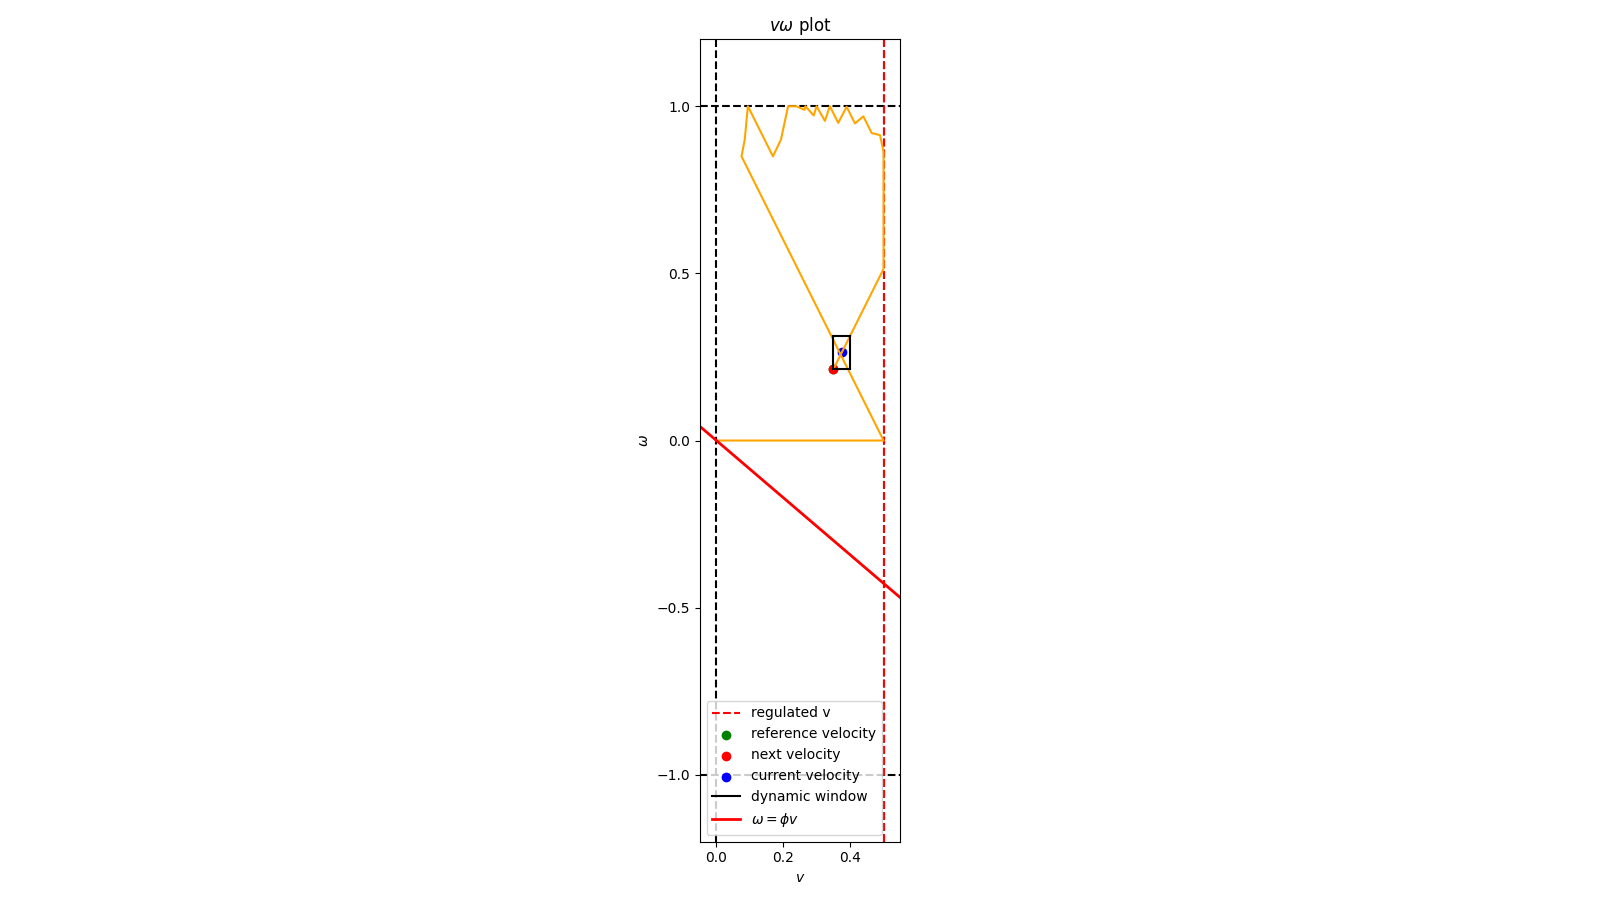 vω plot
1.0
0.5
0.0
−0.5
−1.0
ω
0.0 0.2 0.4
v
regulated v
reference velocity
next velocity
current velocity
dynamic window
ω = ϕv